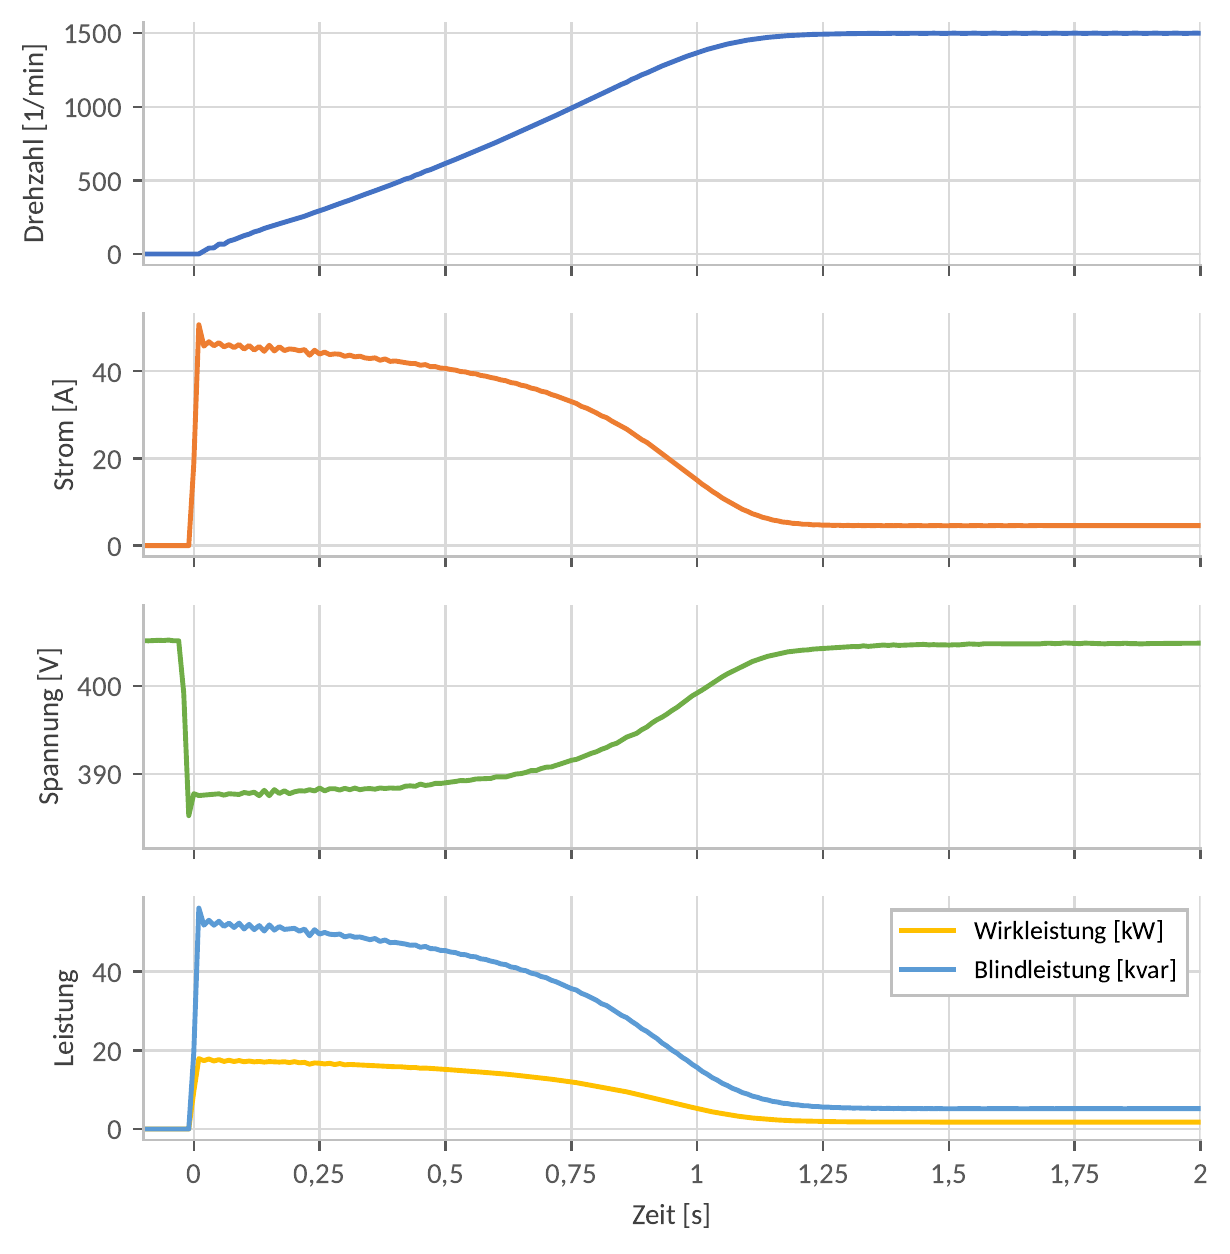 Drehzahl [1/min]
1500
1000
500
0
Strom [A]
40
20
0
Spannung [V]
400
390
Leistung
40
20
0
Wirkleistung [kW]
Blindleistung [kvar]
0 0,25 0,5 0,75 1 1,25 1,5 1,75 2
Zeit [s]